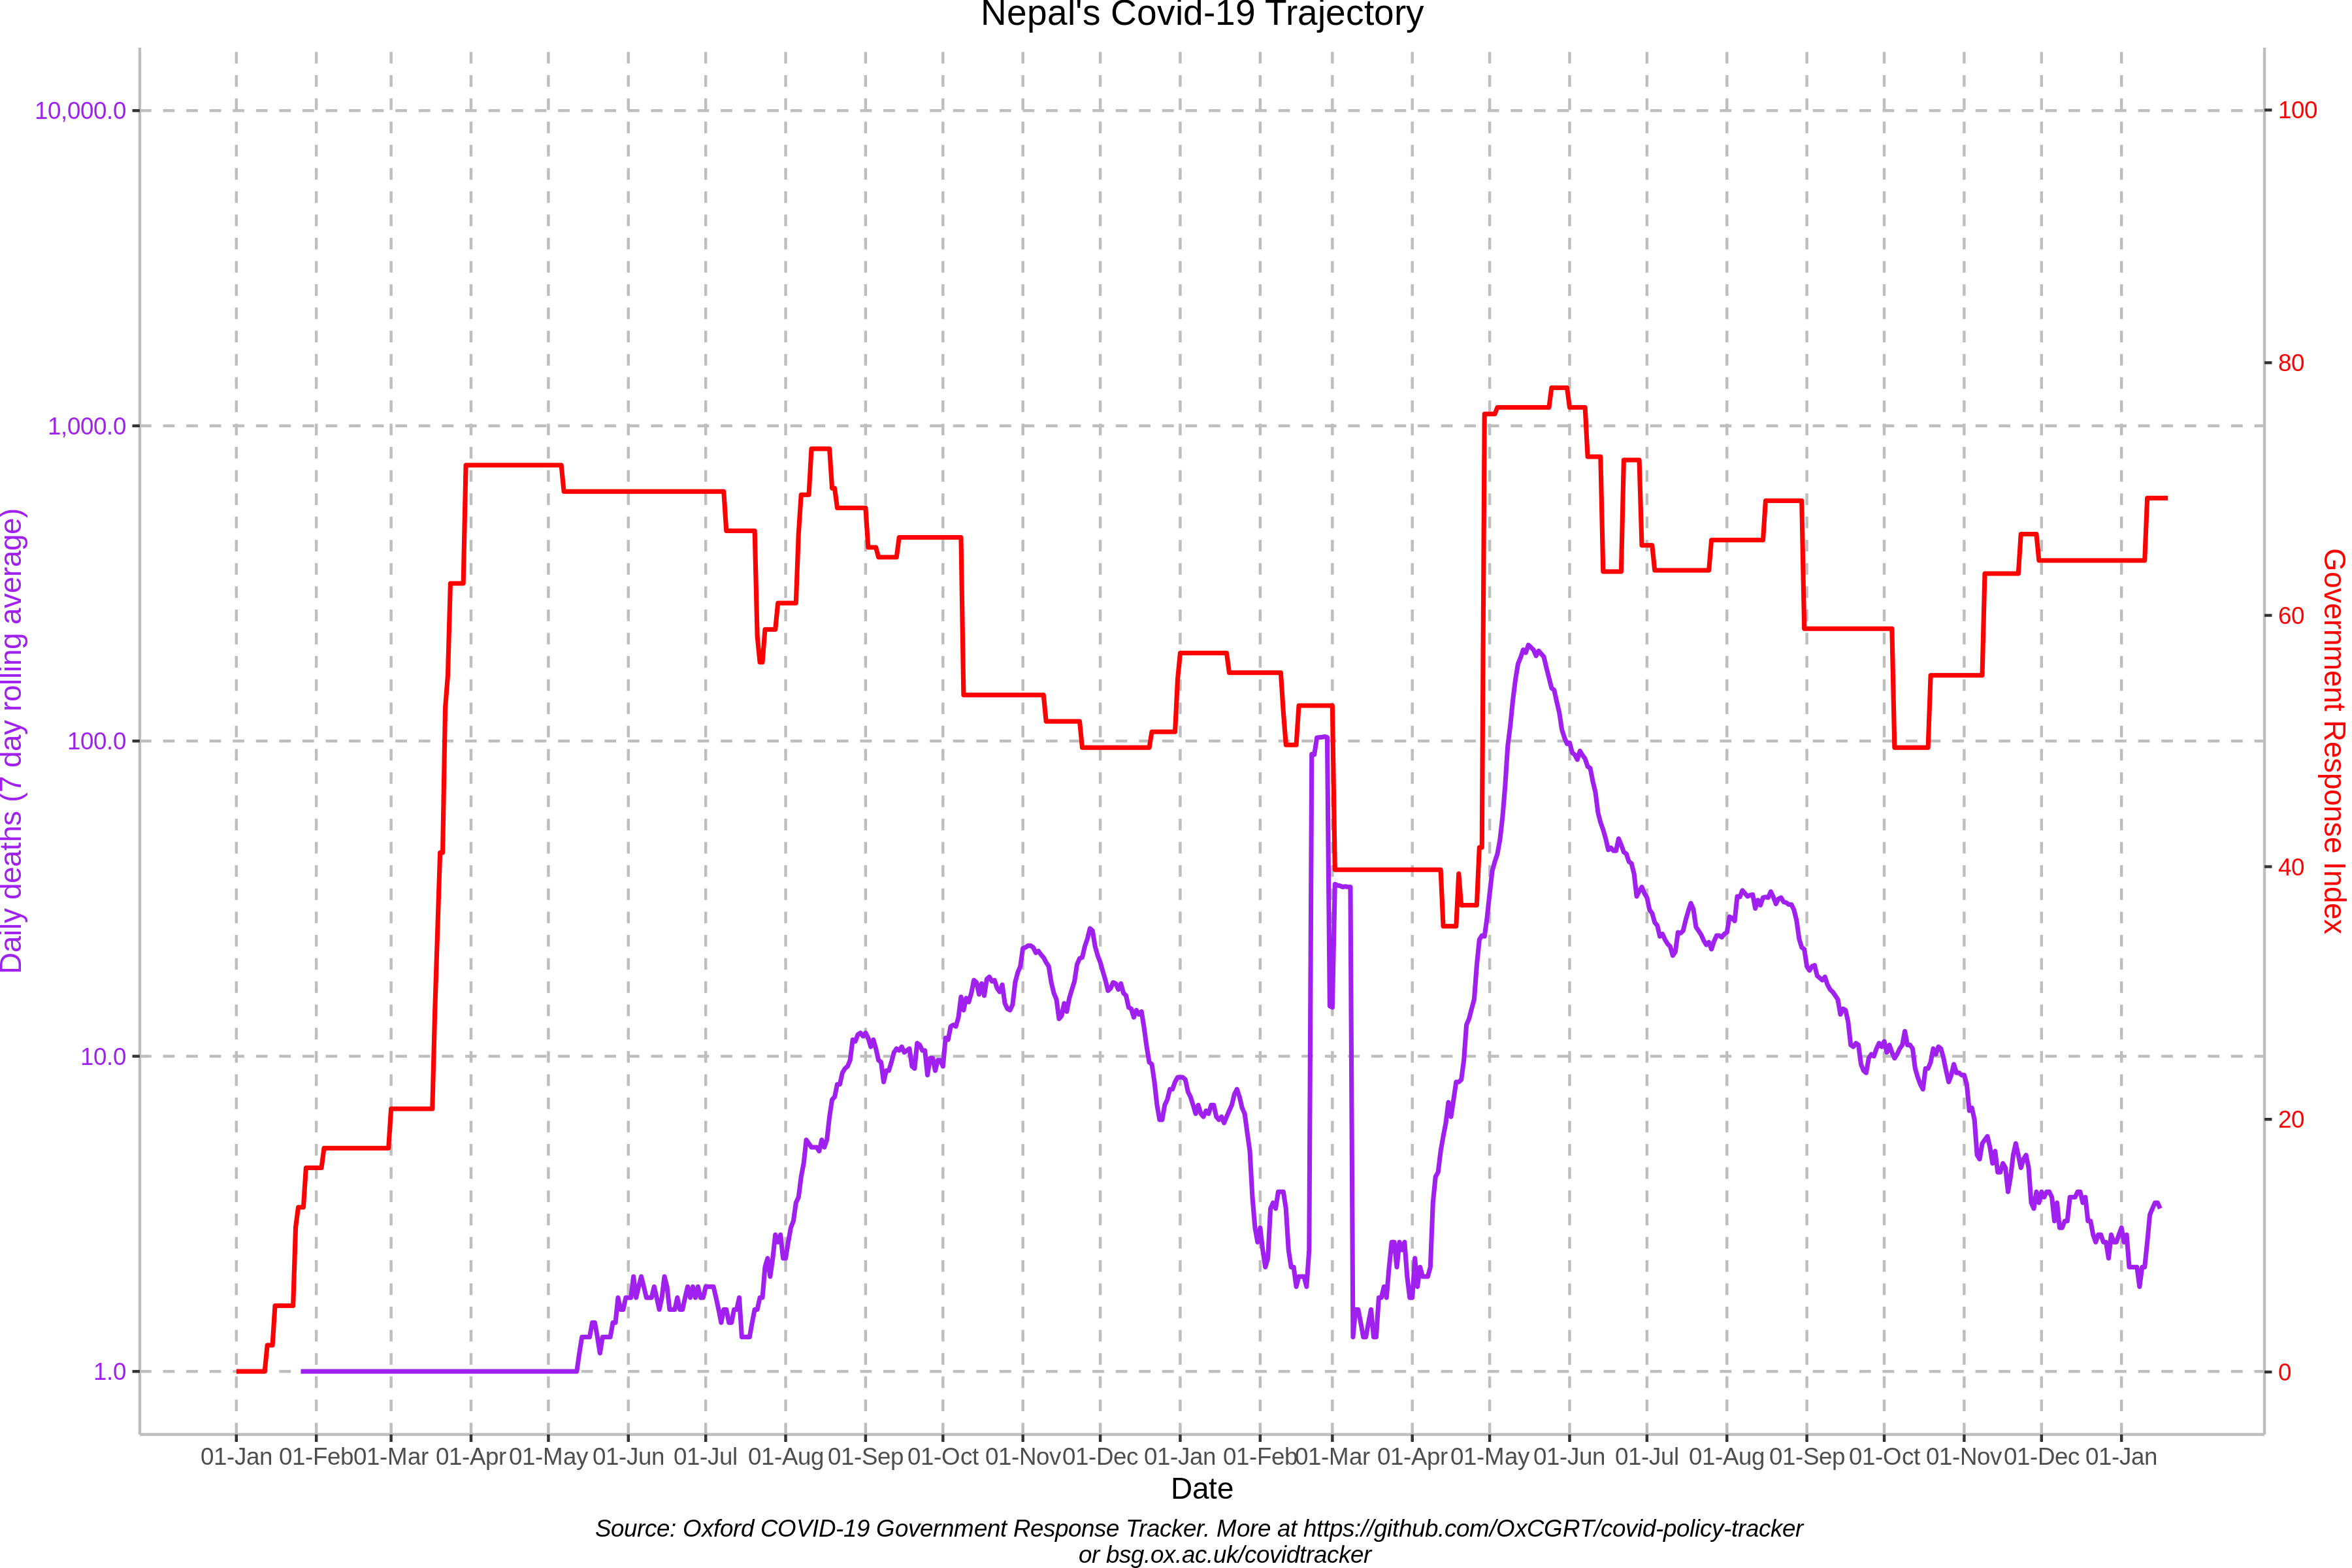 Nepal's Covid-19 Trajectory
10,000.0
1,000.0
100.0
10.0
1.0
Daily deaths (7 day rolling average)
100
80
60
40
20
0
Government Response Index
01-Jan 01-Feb 01-Mar 01-Apr 01-May 01-Jun 01-Jul 01-Aug 01-Sep 01-Oct 01-Nov 01-Dec 01-Jan 01-Feb 01-Mar 01-Apr 01-May 01-Jun 01-Jul 01-Aug 01-Sep 01-Oct 01-Nov 01-Dec 01-Jan
Date
Source: Oxford COVID-19 Government Response Tracker. More at https://github.com/OxCGRT/covid-policy-tracker
or bsg.ox.ac.uk/covidtracker